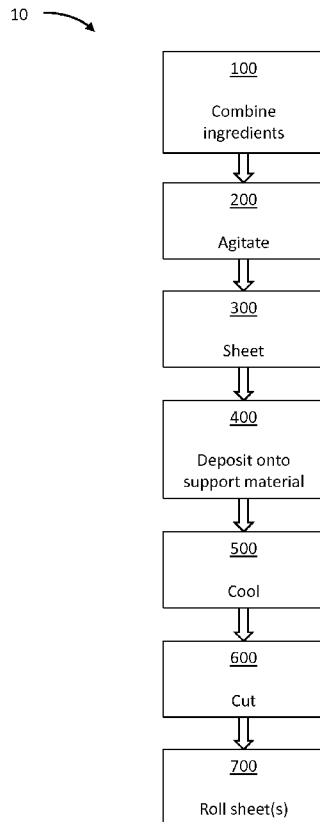 10
100
Combine
ingredients
200
Agitate
300
Sheet
400
Deposit onto
support material
500
Cool
600
Cut
700
Roll sheet(s)